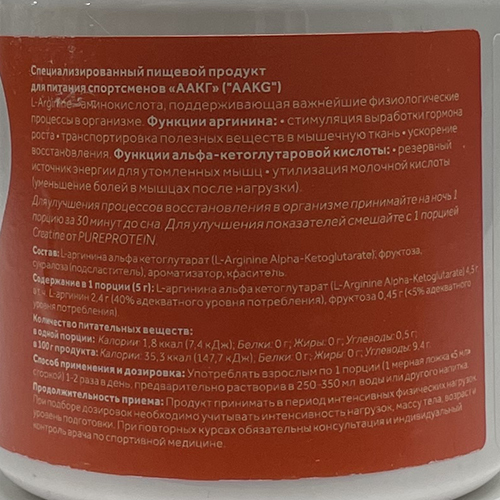 Специализированный пищевой продукт
для питания спортсменов «ААКГ» ("AAKG")
L-Arginine - аминокислота, поддерживающая важнейшие физиологические
процессы в организме. Функции аргинина: • стимуляция выработки гормона
роста • транспортировка полезных веществ в мышечную ткань • ускорение
восстановления. Функции альфа-кетоглутаровой кислоты: • резервный
источник энергии для утомленных мышц • утилизация молочной кислоты
(уменьшение болей в мышцах после нагрузки).
Для улучшения процессов восстановления в организме принимайте на ночь 1
порцию за 30 минут до сна. Для улучшения показателей смешайте с 1 порцией
Creatine от PUREPROTEIN.
Состав: L-аргинина альфа кетоглутарат (L-Arginine Alpha-Ketoglutarate), фруктоза,
сукралоза (подсластитель), ароматизатор, краситель.
Содержание в 1 порции (5 г): L-аргинина альфа-кетоглутарат (L-Arginine Alpha-Ketoglutarate) 4,5 г,
в т.ч. L-аргинин 2,4 г (40% адекватного уровня потребления), фруктоза 0,45 г (<5% адекватного
уровня потребления).
Количество питательных веществ:
в одной порции: Калории: 1,8 ккал (7,4 кДж); Белки: 0 г; Жиры: 0 г; Углеводы: 0,5 г;
в 100 г продукта: Калории: 35,3 ккал (147,7 кДж); Белки: 0 г; Жиры: 0 г; Углеводы: 9,4 г.
Способ применения и дозировка: Употреблять взрослым по 1 порции (1 мерная ложка «5 мл»
с горкой) 1-2 раза в день, предварительно растворив в 250-350 мл воды или другого напитка.
Продолжительность приема: Продукт принимать в период интенсивных физических нагрузок.
При подборе дозировок необходимо учитывать интенсивность нагрузок, массу тела, возраст и
уровень подготовки. При повторных курсах обязательны консультация и индивидуальный
контроль врача по спортивной медицине.